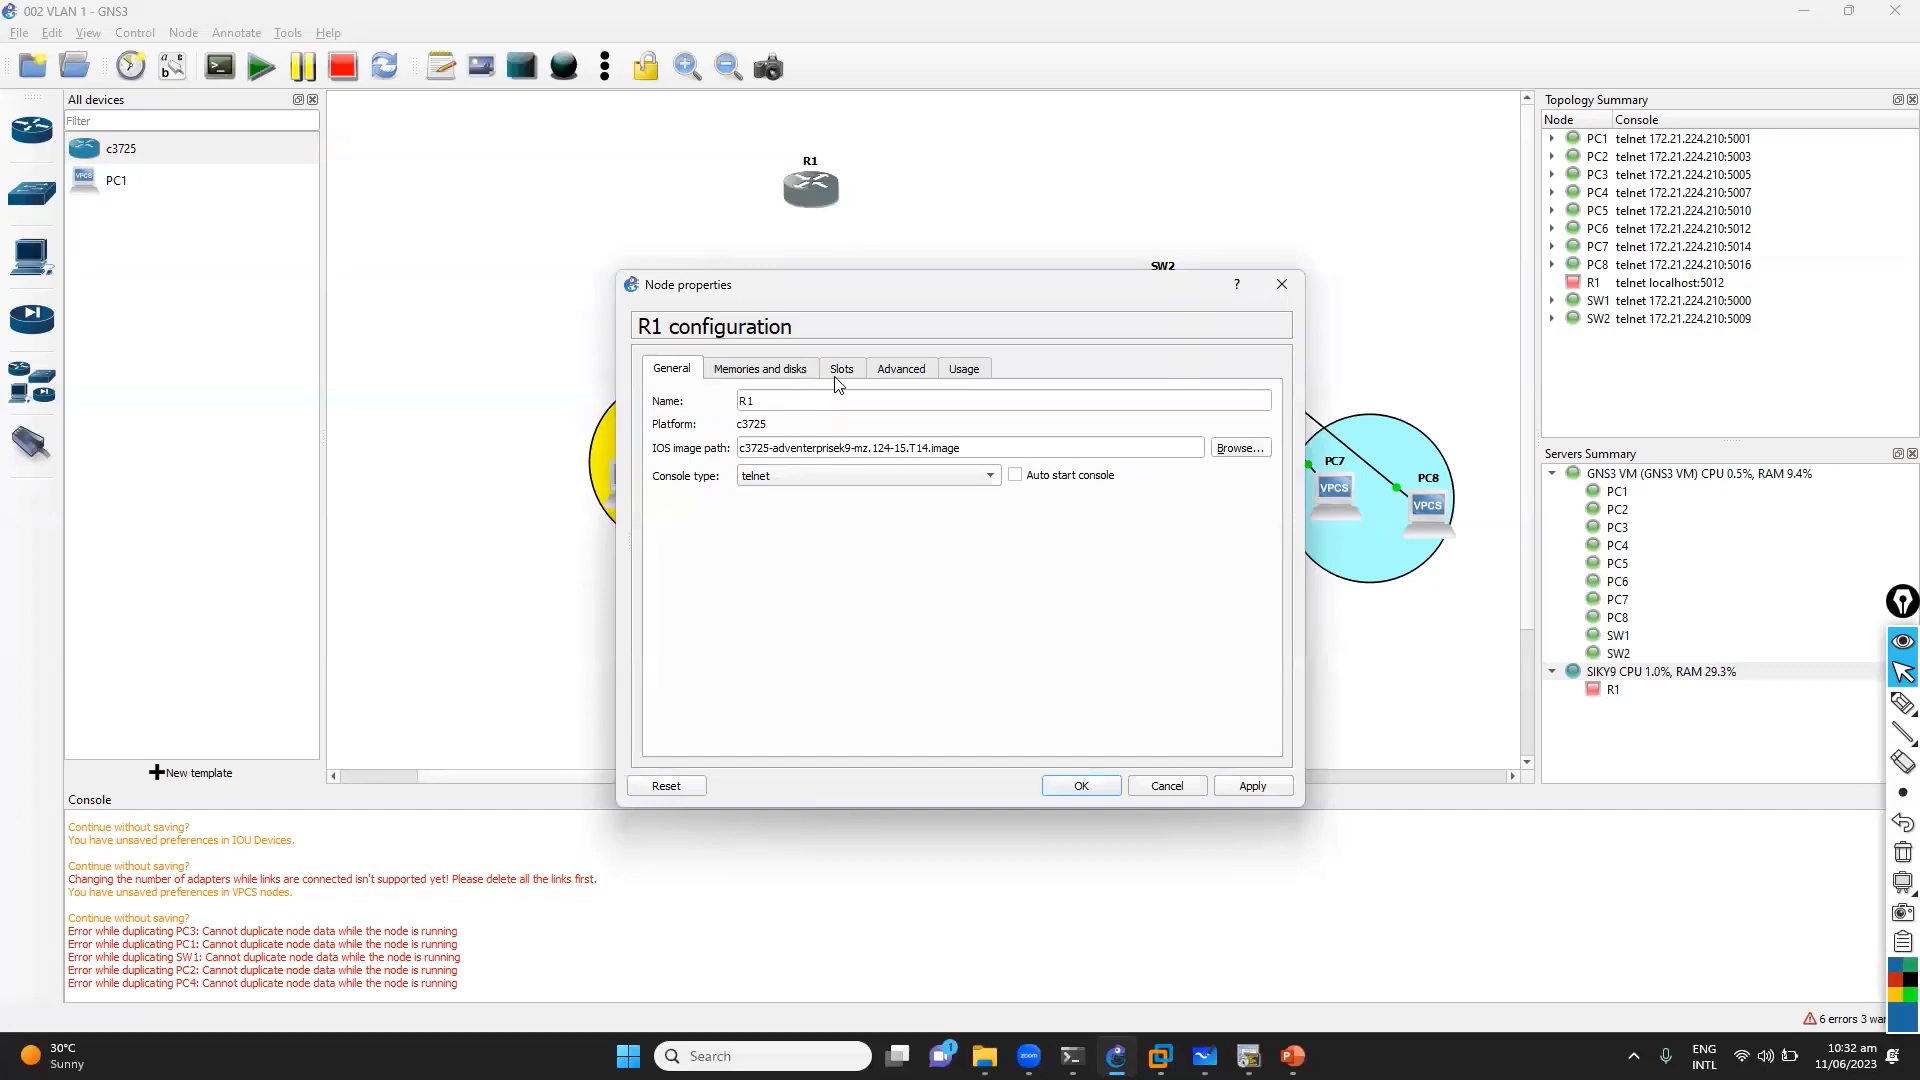 002 VLAN 1 - GNS3
File Edit View Control Node Annotate Tools Help
All devices
Filter
c3725
VPCS PC1
New template
R1
SW2
PC7
VPCS
PC8
VPCS
Node properties
R1 configuration
General Memories and disks Slots Advanced Usage
Name: R1
Platform: c3725
IOS image path: c3725-adventerprisek9-mz.124-15.T14.image Browse...
Console type: telnet Auto start console
Reset OK Cancel Apply
Topology Summary
Node Console
PC1 telnet 172.21.224.210:5001
PC2 telnet 172.21.224.210:5003
PC3 telnet 172.21.224.210:5005
PC4 telnet 172.21.224.210:5007
PC5 telnet 172.21.224.210:5010
PC6 telnet 172.21.224.210:5012
PC7 telnet 172.21.224.210:5014
PC8 telnet 172.21.224.210:5016
R1 telnet localhost:5012
SW1 telnet 172.21.224.210:5000
SW2 telnet 172.21.224.210:5009
Servers Summary
GNS3 VM (GNS3 VM) CPU 0.5%, RAM 9.4%
PC1
PC2
PC3
PC4
PC5
PC6
PC7
PC8
SW1
SW2
SIKY9 CPU 1.0%, RAM 29.3%
R1
Console
Continue without saving?
You have unsaved preferences in IOU Devices.
Continue without saving?
Changing the number of adapters while links are connected isn't supported yet! Please delete all the links first.
You have unsaved preferences in VPCS nodes.
Continue without saving?
Error while duplicating PC3: Cannot duplicate node data while the node is running
Error while duplicating PC1: Cannot duplicate node data while the node is running
Error while duplicating SW1: Cannot duplicate node data while the node is running
Error while duplicating PC2: Cannot duplicate node data while the node is running
Error while duplicating PC4: Cannot duplicate node data while the node is running
6 errors 3 war
30°C
Sunny
Search
1
zoom
ENG
INTL
10:32 am
11/06/2023